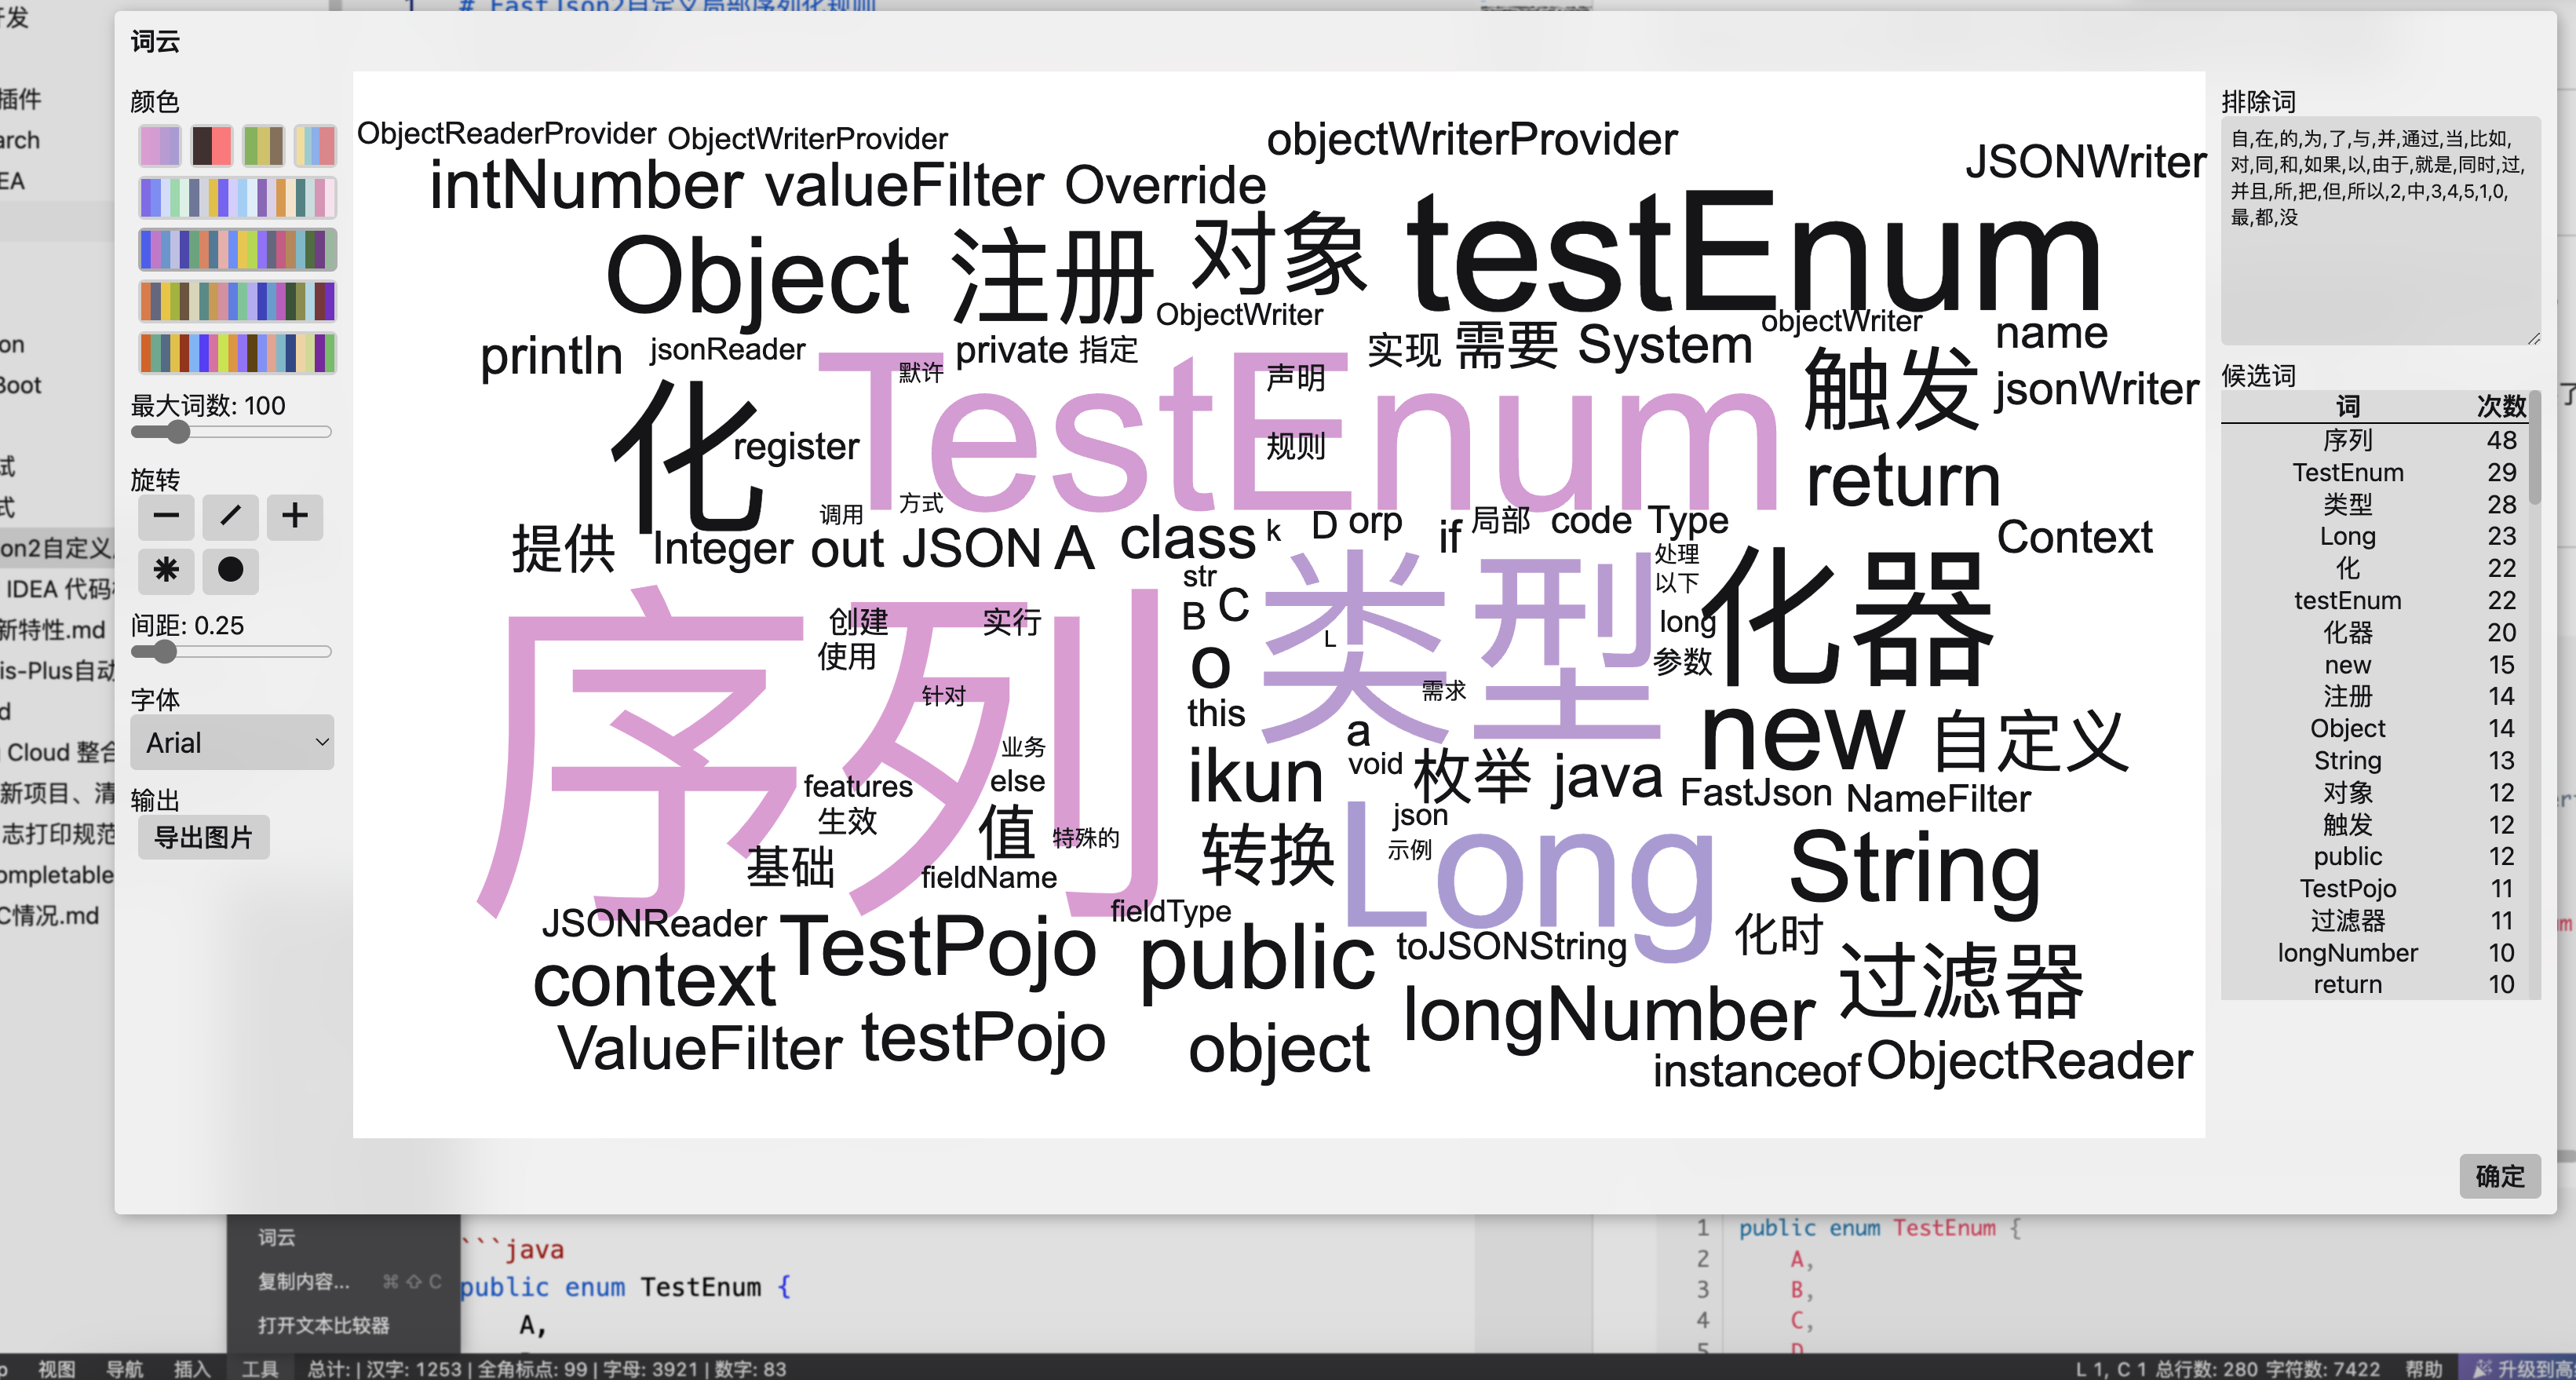 开发
插件
arch
EA
on
Boot
试
式
on2自定义
IDEA 代码
新特性.md
is-Plus自动
d
Cloud 整合
新项目、清
志打印规范
ompletable
C情况.md
1 # FastJson2自定义局部序列化规则
词云
颜色
最大词数: 100
旋转
间距: 0.25
字体
Arial
输出
导出图片
ObjectReaderProvider ObjectWriterProvider objectWriterProvider JSONWriter
intNumber valueFilter Override
Object 注册 对象 testEnum
ObjectWriter objectWriter name
println jsonReader private 指定 实现 需要 System
默许 TestEnum 声明 触发 jsonWriter
化 register 规则 return
调用 方式
提供 Integer out JSON A class k D orp if 局部 code Type Context
处理
str 以下
序列 创建 实行 B C 类型 long 化器
使用 o L 参数
针对 this 需求 new 自定义
业务 a
features else ikun void 枚举 java FastJson NameFilter
生效 值 特殊的 json
基础 fieldName 转换 示例 Long String
JSONReader TestPojo fieldType public toJSONString 化时
context longNumber 过滤器
ValueFilter testPojo object instanceof ObjectReader
排除词
自,在,的,为,了,与,并,通过,当,比如,
对,同,和,如果,以,由于,就是,同时,过,
并且,所,把,但,所以,2,中,3,4,5,1,0,
最,都,没
候选词
词 次数
序列 48
TestEnum 29
类型 28
Long 23
化 22
testEnum 22
化器 20
new 15
注册 14
Object 14
String 13
对象 12
触发 12
public 12
TestPojo 11
过滤器 11
longNumber 10
return 10
确定
词云
复制内容... ⌘ ⇧ C
打开文本比较器
```java
public enum TestEnum {
A,
1 public enum TestEnum {
2 A,
3 B,
4 C,
5 D
视图 导航 插入 工具 总计: | 汉字: 1253 | 全角标点: 99 | 字母: 3921 | 数字: 83
L 1, C 1 总行数: 280 字符数: 7422 帮助 升级到高